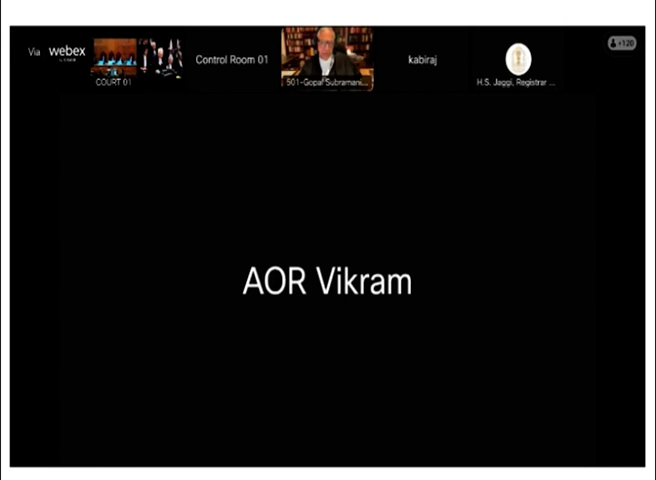 Via webex
COURT 01
Control Room 01
501-Gopal Subramani...
kabiraj
H.S. Jaggi, Registrar ...
+120
AOR Vikram